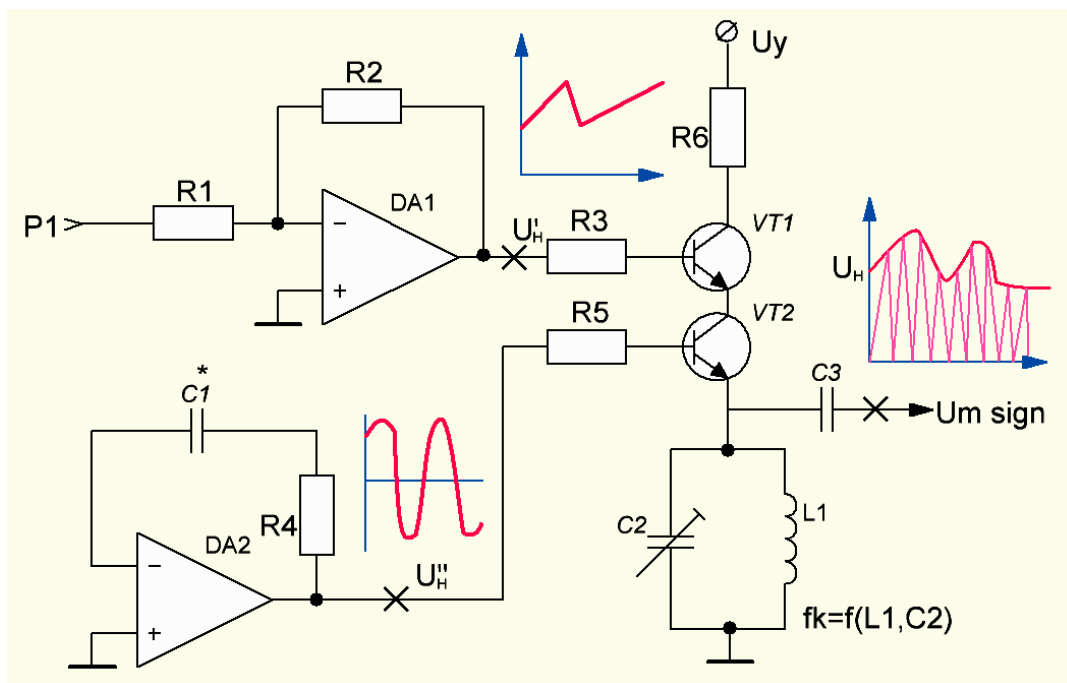 Uy
R2
R6
R1
DA1
VT1
P1
U'н
R3
Uн
−
+
R5
VT2
*
C1
C3
Um sign
R4
C2
L1
DA2
U''н
−
+
fk=f(L1,C2)